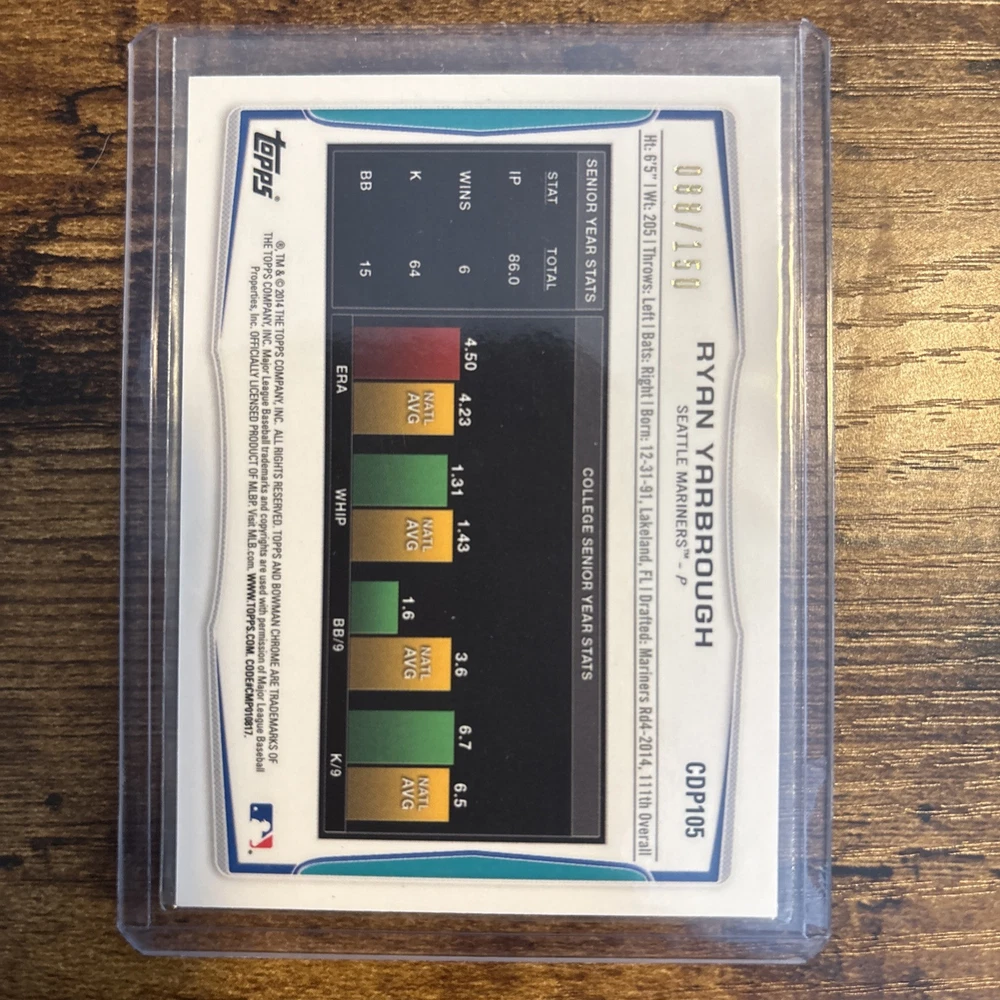 088/150
RYAN YARBROUGH
CDP105
SEATTLE MARINERS™ - P
Ht: 6'5" | Wt: 205 | Throws: Left | Bats: Right | Born: 12-31-91, Lakeland, FL | Drafted: Mariners Rd4-2014, 111th Overall
SENIOR YEAR STATS
STAT TOTAL
IP 86.0
WINS 6
K 64
BB 15
COLLEGE SENIOR YEAR STATS
4.50 4.23 1.31 1.43 1.6 3.6 6.7 6.5
NATL AVG NATL AVG NATL AVG NATL AVG
ERA WHIP BB/9 K/9
topps®
®, TM & © 2014 THE TOPPS COMPANY, INC. ALL RIGHTS RESERVED. TOPPS AND BOWMAN CHROME ARE TRADEMARKS OF
THE TOPPS COMPANY, INC. Major League Baseball trademarks and copyrights are used with permission of Major League Baseball
Properties, Inc. OFFICIALLY LICENSED PRODUCT OF MLBP. Visit MLB.com. WWW.TOPPS.COM. CODE#CMP010817.